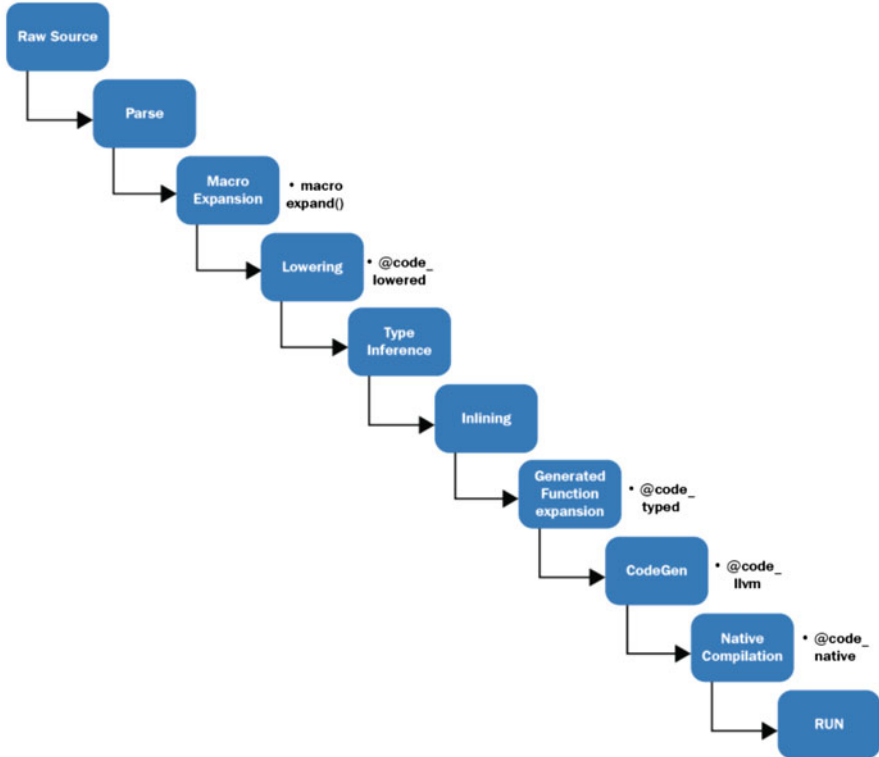 Raw Source
Parse
Macro
Expansion
• macro
expand()
Lowering
• @code_
lowered
Type
Inference
Inlining
Generated
Function
expansion
• @code_
typed
CodeGen
• @code_
llvm
Native
Compilation
• @code_
native
RUN